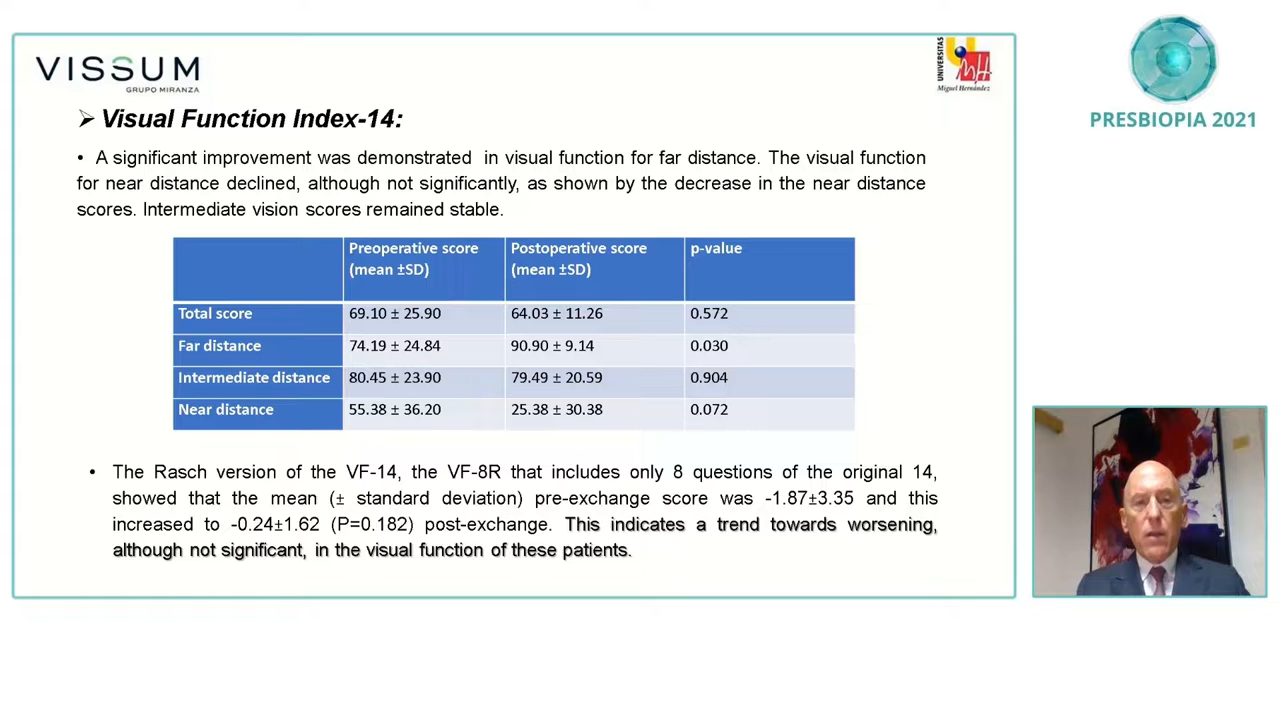 VISSUM
GRUPO MIRANZA
UNIVERSITAS
Miguel Hernández
PRESBIOPIA 2021
➢ Visual Function Index-14:
• A significant improvement was demonstrated in visual function for far distance. The visual function
for near distance declined, although not significantly, as shown by the decrease in the near distance
scores. Intermediate vision scores remained stable.
Preoperative score (mean ±SD) Postoperative score (mean ±SD) p-value
Total score 69.10 ± 25.90 64.03 ± 11.26 0.572
Far distance 74.19 ± 24.84 90.90 ± 9.14 0.030
Intermediate distance 80.45 ± 23.90 79.49 ± 20.59 0.904
Near distance 55.38 ± 36.20 25.38 ± 30.38 0.072
• The Rasch version of the VF-14, the VF-8R that includes only 8 questions of the original 14,
showed that the mean (± standard deviation) pre-exchange score was -1.87±3.35 and this
increased to -0.24±1.62 (P=0.182) post-exchange. This indicates a trend towards worsening,
although not significant, in the visual function of these patients.